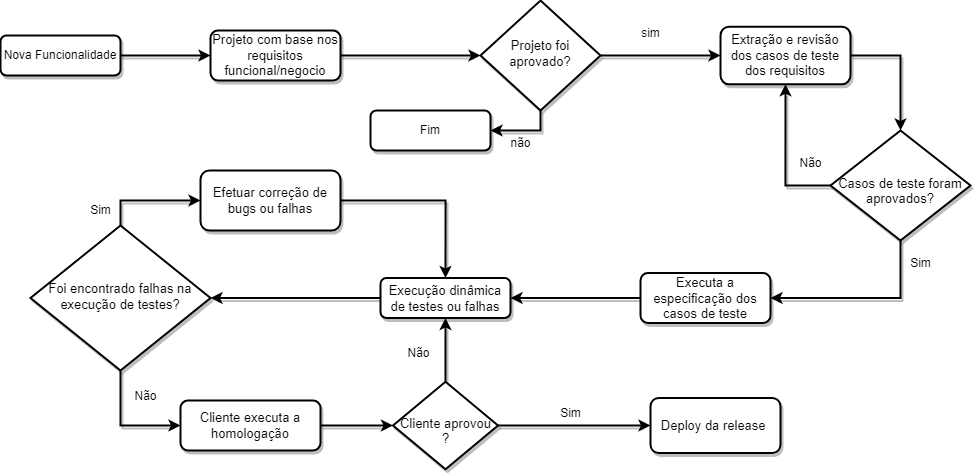 Nova Funcionalidade
Projeto com base nos
requisitos
funcional/negocio
Projeto foi
aprovado?
sim
Extração e revisão
dos casos de teste
dos requisitos
Fim
não
Não
Casos de teste foram
aprovados?
Sim
Efetuar correção de
bugs ou falhas
Sim
Foi encontrado falhas na
execução de testes?
Execução dinâmica
de testes ou falhas
Executa a
especificação dos
casos de teste
Não
Não
Cliente executa a
homologação
Cliente aprovou
?
Sim
Deploy da release